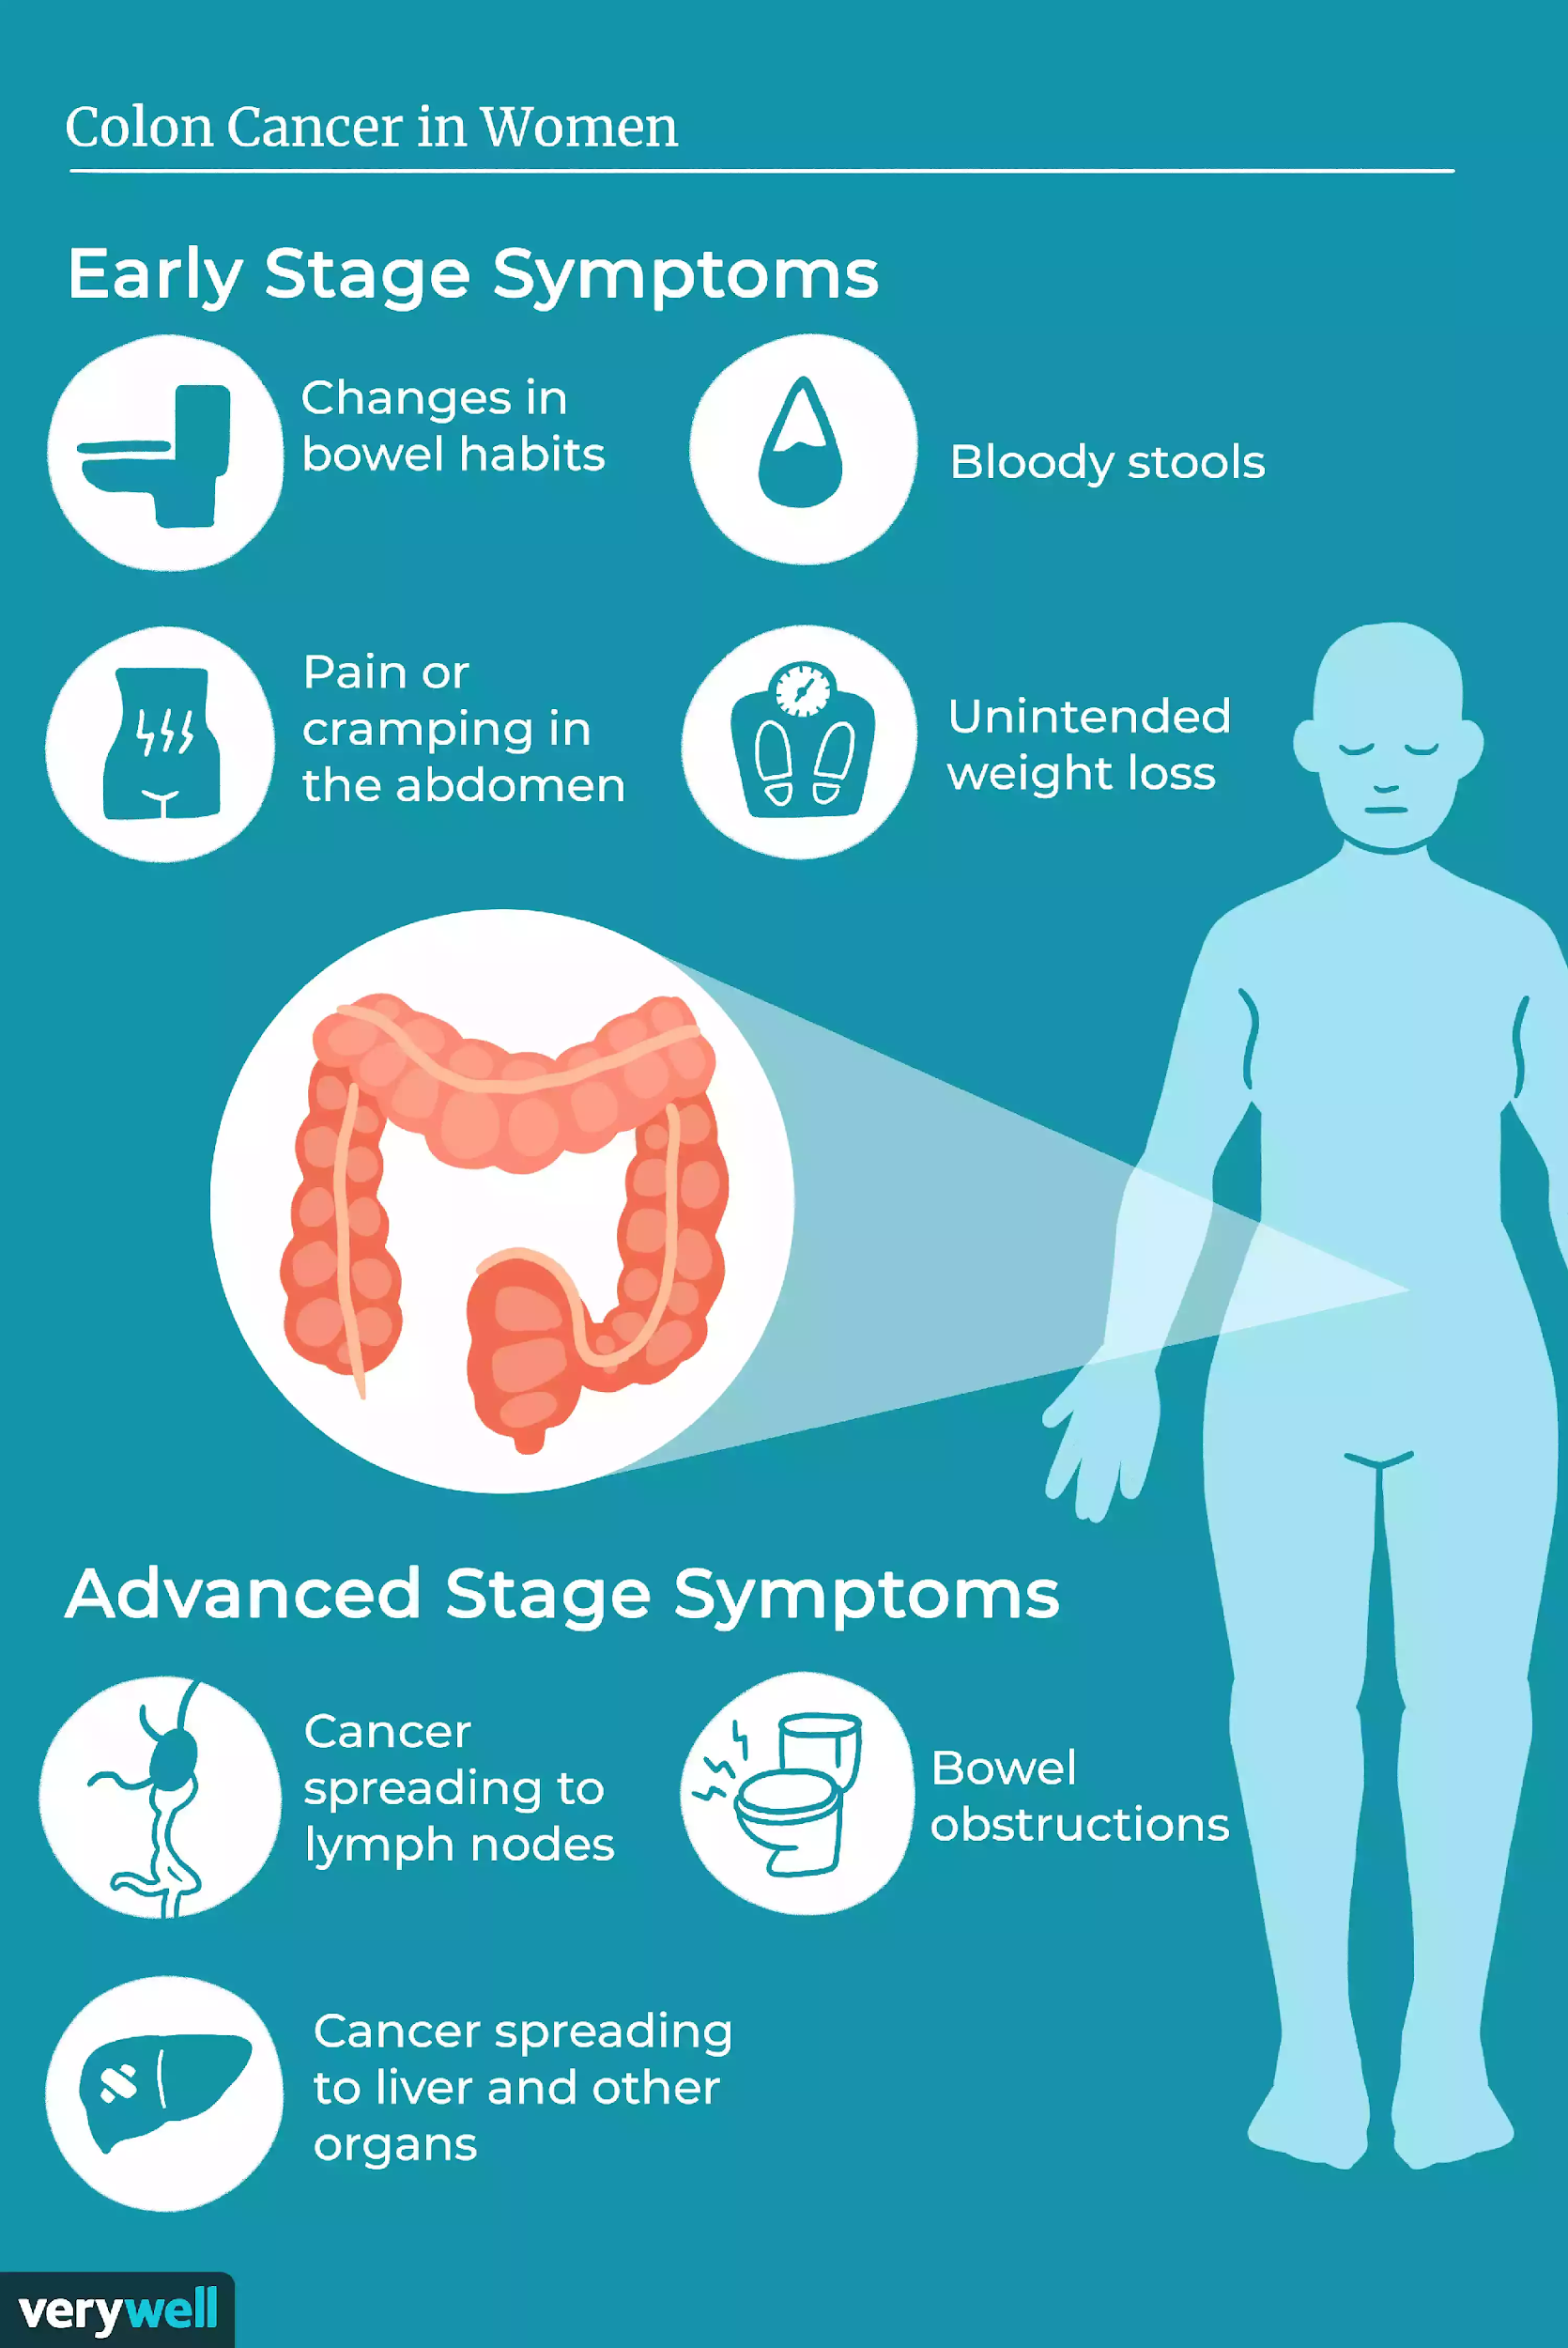 Colon Cancer in Women
Early Stage Symptoms
Changes in
bowel habits
Bloody stools
Pain or
cramping in
the abdomen
Unintended
weight loss
Advanced Stage Symptoms
Cancer
spreading to
lymph nodes
Bowel
obstructions
Cancer spreading
to liver and other
organs
verywell